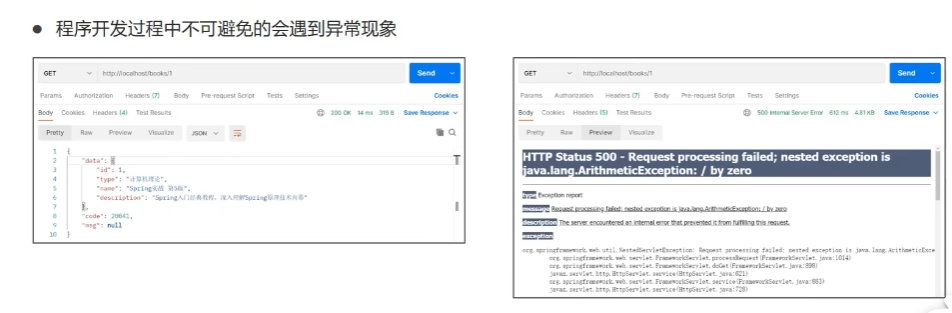 ● 程序开发过程中不可避免的会遇到异常现象
GET http://localhost/books/1 Send
Params Authorization Headers (7) Body Pre-request Script Tests Settings Cookies
Body Cookies Headers (4) Test Results 200 OK 14 ms 319 B Save Response
Pretty Raw Preview Visualize JSON
1 {
2 "data": {
3 "id": 1,
4 "type": "计算机理论",
5 "name": "Spring实战 第5版",
6 "description": "Spring入门经典教程，深入理解Spring原理技术内幕"
7 },
8 "code": 20041,
9 "msg": null
10 }
GET http://localhost/books/1 Send
Params Authorization Headers (7) Body Pre-request Script Tests Settings Cookies
Body Cookies Headers (5) Test Results 500 Internal Server Error 612 ms 4.81 KB Save Response
Pretty Raw Preview Visualize
HTTP Status 500 - Request processing failed; nested exception is
java.lang.ArithmeticException: / by zero
type Exception report
message Request processing failed; nested exception is java.lang.ArithmeticException: / by zero
description The server encountered an internal error that prevented it from fulfilling this request.
exception
org.springframework.web.util.NestedServletException: Request processing failed; nested exception is java.lang.ArithmeticExce
org.springframework.web.servlet.FrameworkServlet.processRequest(FrameworkServlet.java:1014)
org.springframework.web.servlet.FrameworkServlet.doGet(FrameworkServlet.java:898)
javax.servlet.http.HttpServlet.service(HttpServlet.java:621)
org.springframework.web.servlet.FrameworkServlet.service(FrameworkServlet.java:883)
javax.servlet.http.HttpServlet.service(HttpServlet.java:728)